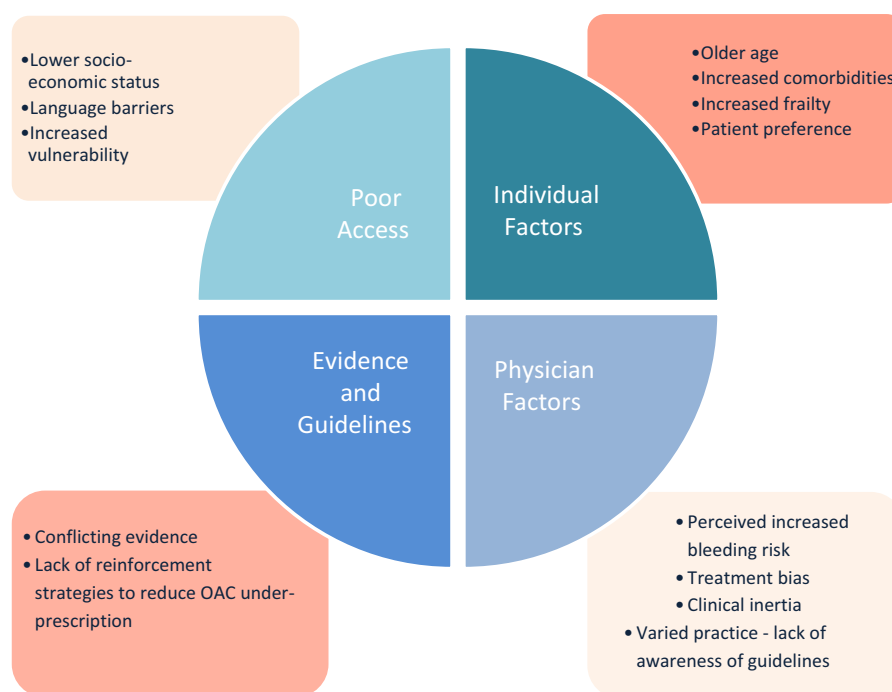 •Lower socio-
economic status
•Language barriers
•Increased
vulnerability
•Older age
•Increased comorbidities
•Increased frailty
•Patient preference
Poor
Access
Individual
Factors
Evidence
and
Guidelines
Physician
Factors
• Conflicting evidence
• Lack of reinforcement
strategies to reduce OAC under-
prescription
• Perceived increased
bleeding risk
• Treatment bias
• Clinical inertia
• Varied practice - lack of
awareness of guidelines